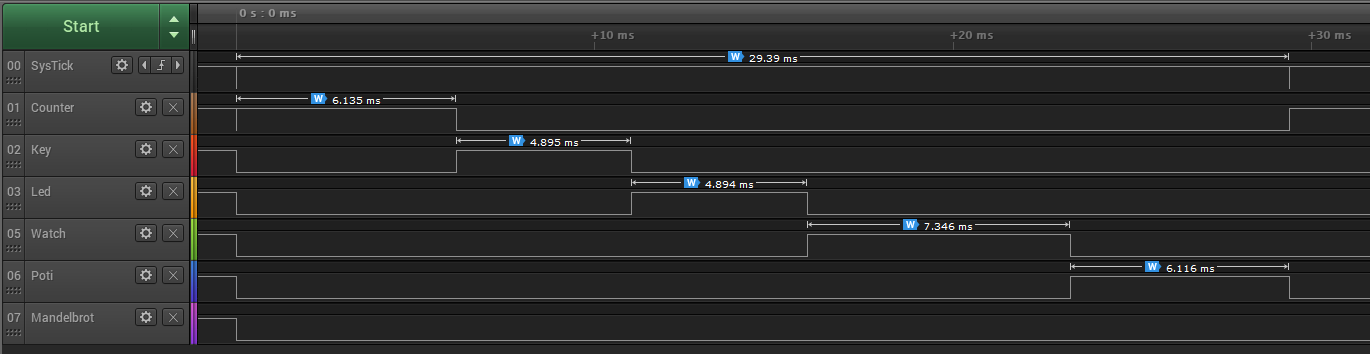 Start
0 s : 0 ms
+10 ms
+20 ms
+30 ms
00 SysTick
W 29.39 ms
01 Counter
W 6.135 ms
02 Key
W 4.895 ms
03 Led
W 4.894 ms
05 Watch
W 7.346 ms
06 Poti
W 6.116 ms
07 Mandelbrot